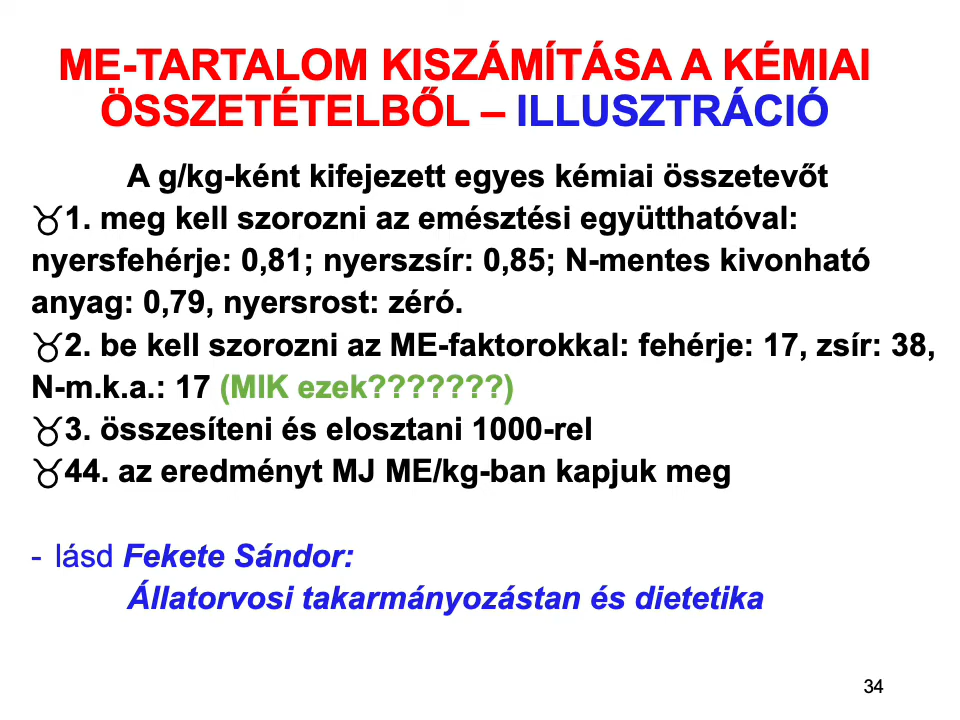 ME-TARTALOM KISZÁMÍTÁSA A KÉMIAI
ÖSSZETÉTELBŐL – ILLUSZTRÁCIÓ
A g/kg-ként kifejezett egyes kémiai összetevőt
♉1. meg kell szorozni az emésztési együtthatóval:
nyersfehérje: 0,81; nyerszsír: 0,85; N-mentes kivonható
anyag: 0,79, nyersrost: zéró.
♉2. be kell szorozni az ME-faktorokkal: fehérje: 17, zsír: 38,
N-m.k.a.: 17 (MIK ezek???????)
♉3. összesíteni és elosztani 1000-rel
♉44. az eredményt MJ ME/kg-ban kapjuk meg
- lásd Fekete Sándor:
Állatorvosi takarmányozástan és dietetika
34